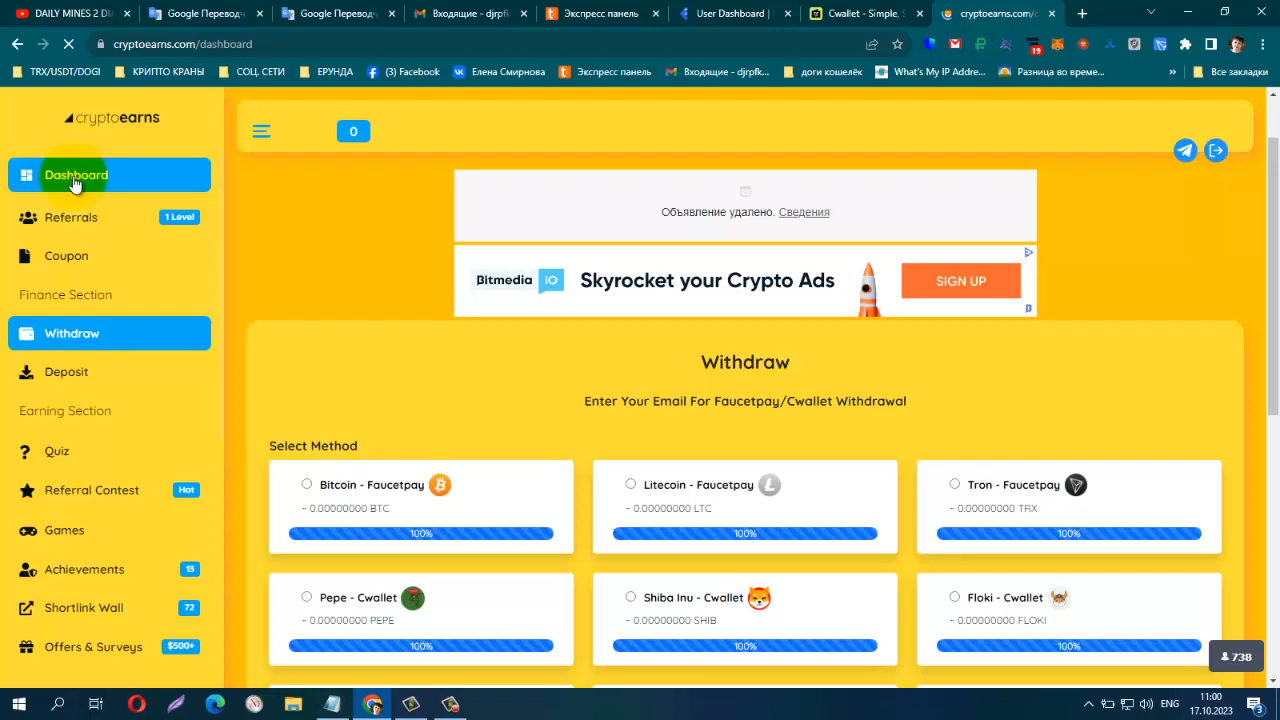 DAILY MINES 2 DI
Google Переводч
Google Переводч
Входящие - djrpfk
Экспресс панель
User Dashboard |
Cwallet - Simple, S
cryptoearns.com/c
cryptoearns.com/dashboard
19
TRX/USDT/DOGI
КРИПТО КРАНЫ
СОЦ. СЕТИ
ЕРУНДА
(3) Facebook
Елена Смирнова
Экспресс панель
Входящие - djrpfk...
доги кошелёк
What's My IP Addre...
Разница во време...
»
Все закладки
cryptoearns
0
Dashboard
Referrals
1 Level
Coupon
Finance Section
Withdraw
Deposit
Earning Section
Quiz
Referral Contest
Hot
Games
Achievements
13
Shortlink Wall
72
Offers & Surveys
$500+
Объявление удалено. Сведения
Bitmedia IO
Skyrocket your Crypto Ads
SIGN UP
Withdraw
Enter Your Email For Faucetpay/Cwallet Withdrawal
Select Method
Bitcoin - Faucetpay
~ 0.00000000 BTC
100%
Litecoin - Faucetpay
~ 0.00000000 LTC
100%
Tron - Faucetpay
~ 0.00000000 TRX
100%
Pepe - Cwallet
~ 0.00000000 PEPE
100%
Shiba Inu - Cwallet
~ 0.00000000 SHIB
100%
Floki - Cwallet
~ 0.00000000 FLOKI
100%
738
ENG
11:00
17.10.2023
3